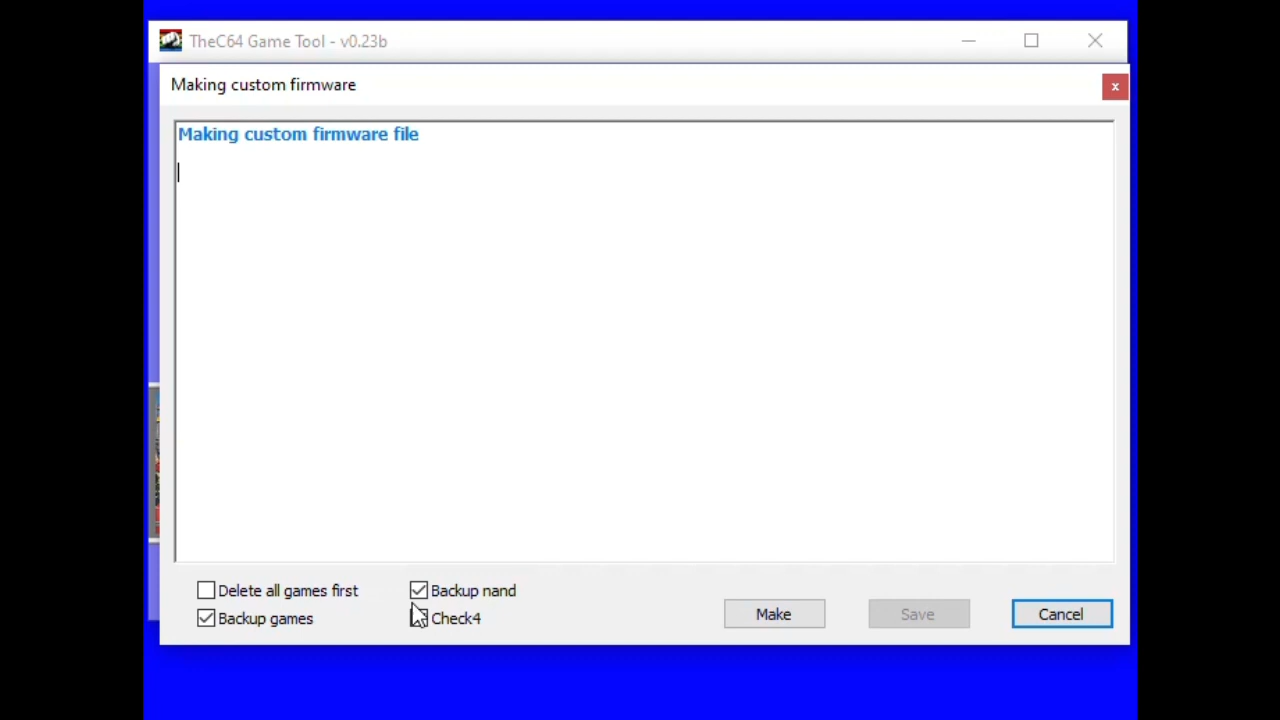 TheC64 Game Tool - v0.23b
Making custom firmware
x
Making custom firmware file
Delete all games first
Backup nand
Backup games
Check4
Make
Save
Cancel